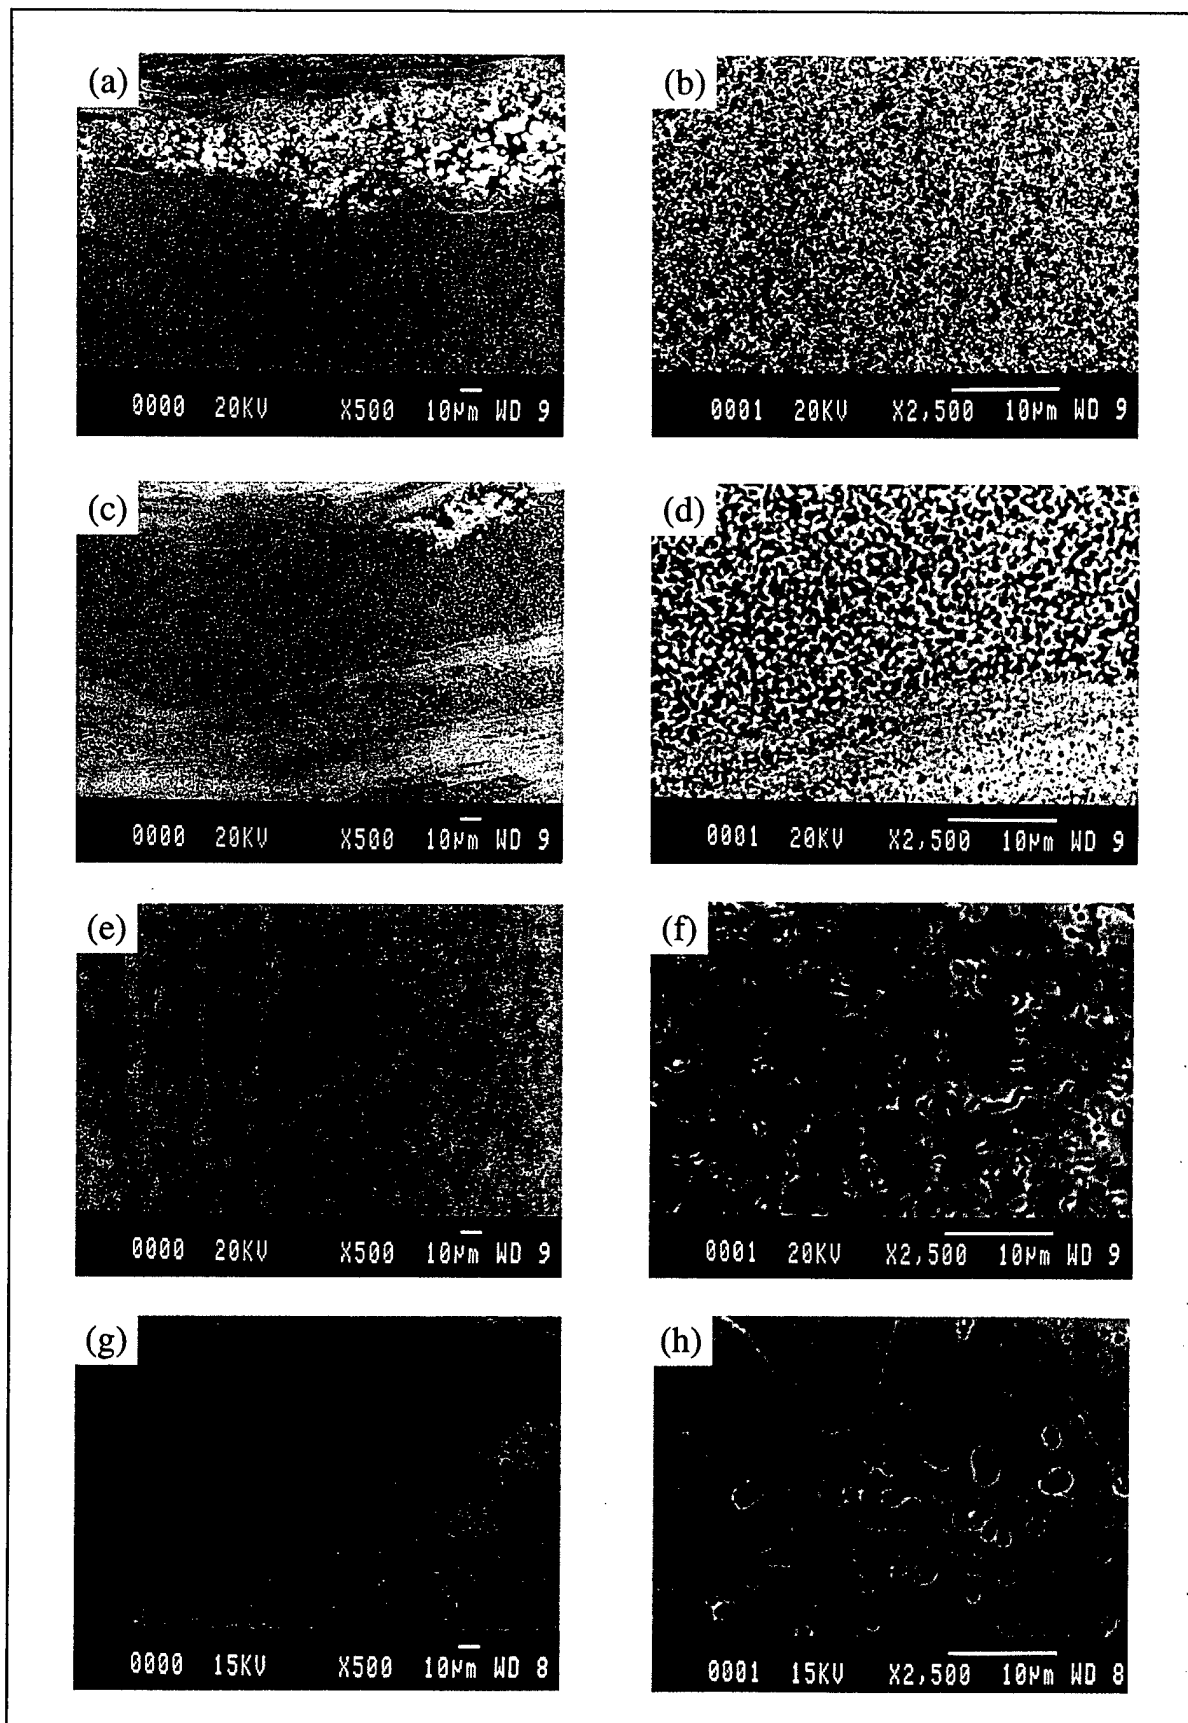 (a)
(b)
0000 20KV X500 10µm WD 9
0001 20KV X2,500 10µm WD 9
(c)
(d)
0000 20KV X500 10µm WD 9
0001 20KV X2,500 10µm WD 9
(e)
(f)
0000 20KV X500 10µm WD 9
0001 20KV X2,500 10µm WD 9
(g)
(h)
0000 15KV X500 10µm WD 8
0001 15KV X2,500 10µm WD 8